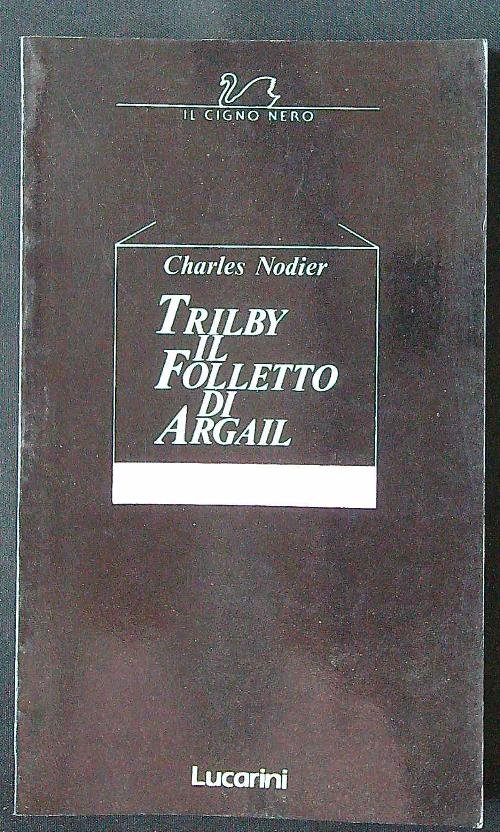 IL CIGNO NERO
Charles Nodier
TRILBY
IL
FOLLETTO
DI
ARGAIL
Lucarini